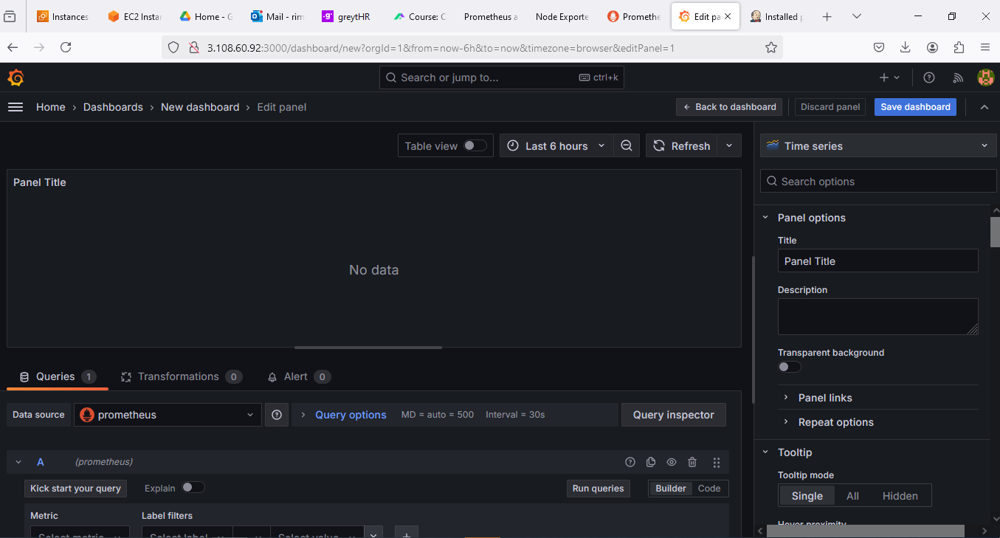 Instances
EC2 Insta
Home - G
Mail - rim
greytHR
Course: C
Prometheus a
Node Exporte
Promethe
Edit pa
Installed p
3.108.60.92:3000/dashboard/new?orgId=1&from=now-6h&to=now&timezone=browser&editPanel=1
Search or jump to...
ctrl+k
Home › Dashboards › New dashboard › Edit panel
Back to dashboard
Discard panel
Save dashboard
Table view
Last 6 hours
Refresh
Time series
Search options
Panel Title
No data
Panel options
Title
Panel Title
Description
Transparent background
Panel links
Repeat options
Tooltip
Tooltip mode
Single All Hidden
Hover proximity
Queries 1
Transformations 0
Alert 0
Data source
prometheus
Query options
MD = auto = 500
Interval = 30s
Query inspector
A (prometheus)
Kick start your query
Explain
Run queries
Builder Code
Metric
Label filters
Select metric
Select label
Select value